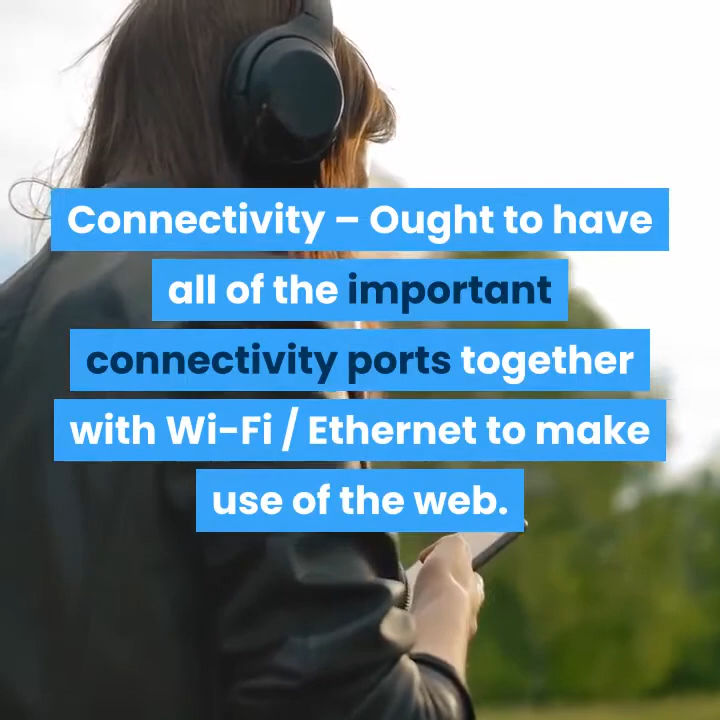 Connectivity – Ought to have
all of the important
connectivity ports together
with Wi-Fi / Ethernet to make
use of the web.